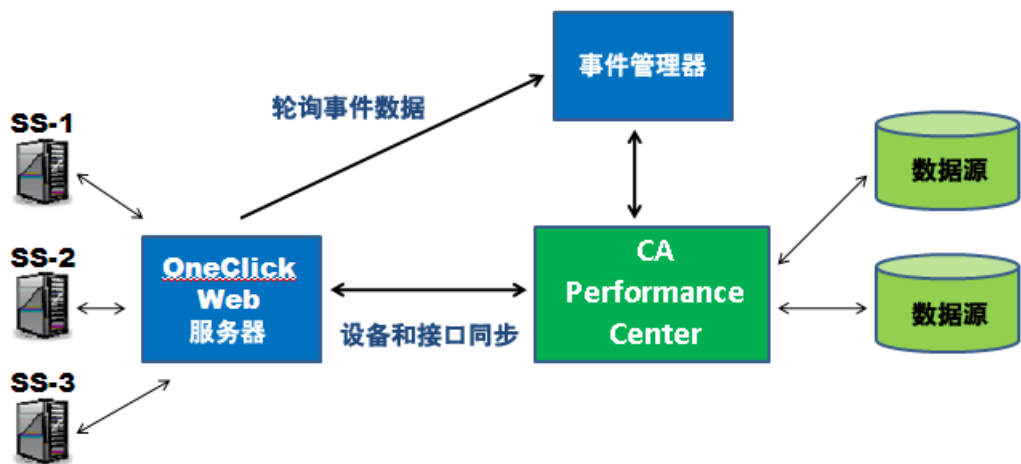 事件管理器
轮询事件数据
SS-1
数据源
SS-2
OneClick
Web
服务器
设备和接口同步
CA
Performance
Center
数据源
SS-3